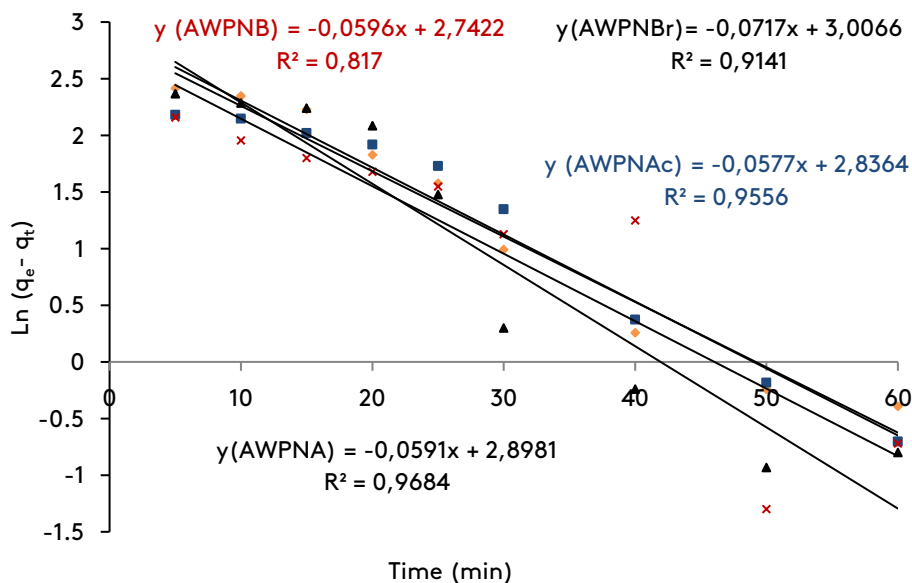 y (AWPNB) = -0,0596x + 2,7422
R² = 0,817
y(AWPNBr)= -0,0717x + 3,0066
R² = 0,9141
y (AWPNAc) = -0,0577x + 2,8364
R² = 0,9556
y(AWPNA) = -0,0591x + 2,8981
R² = 0,9684
Ln (qₑ- qₜ)
3
2.5
2
1.5
1
0.5
0
-0.5
-1
-1.5
0
10
20
30
40
50
60
Time (min)